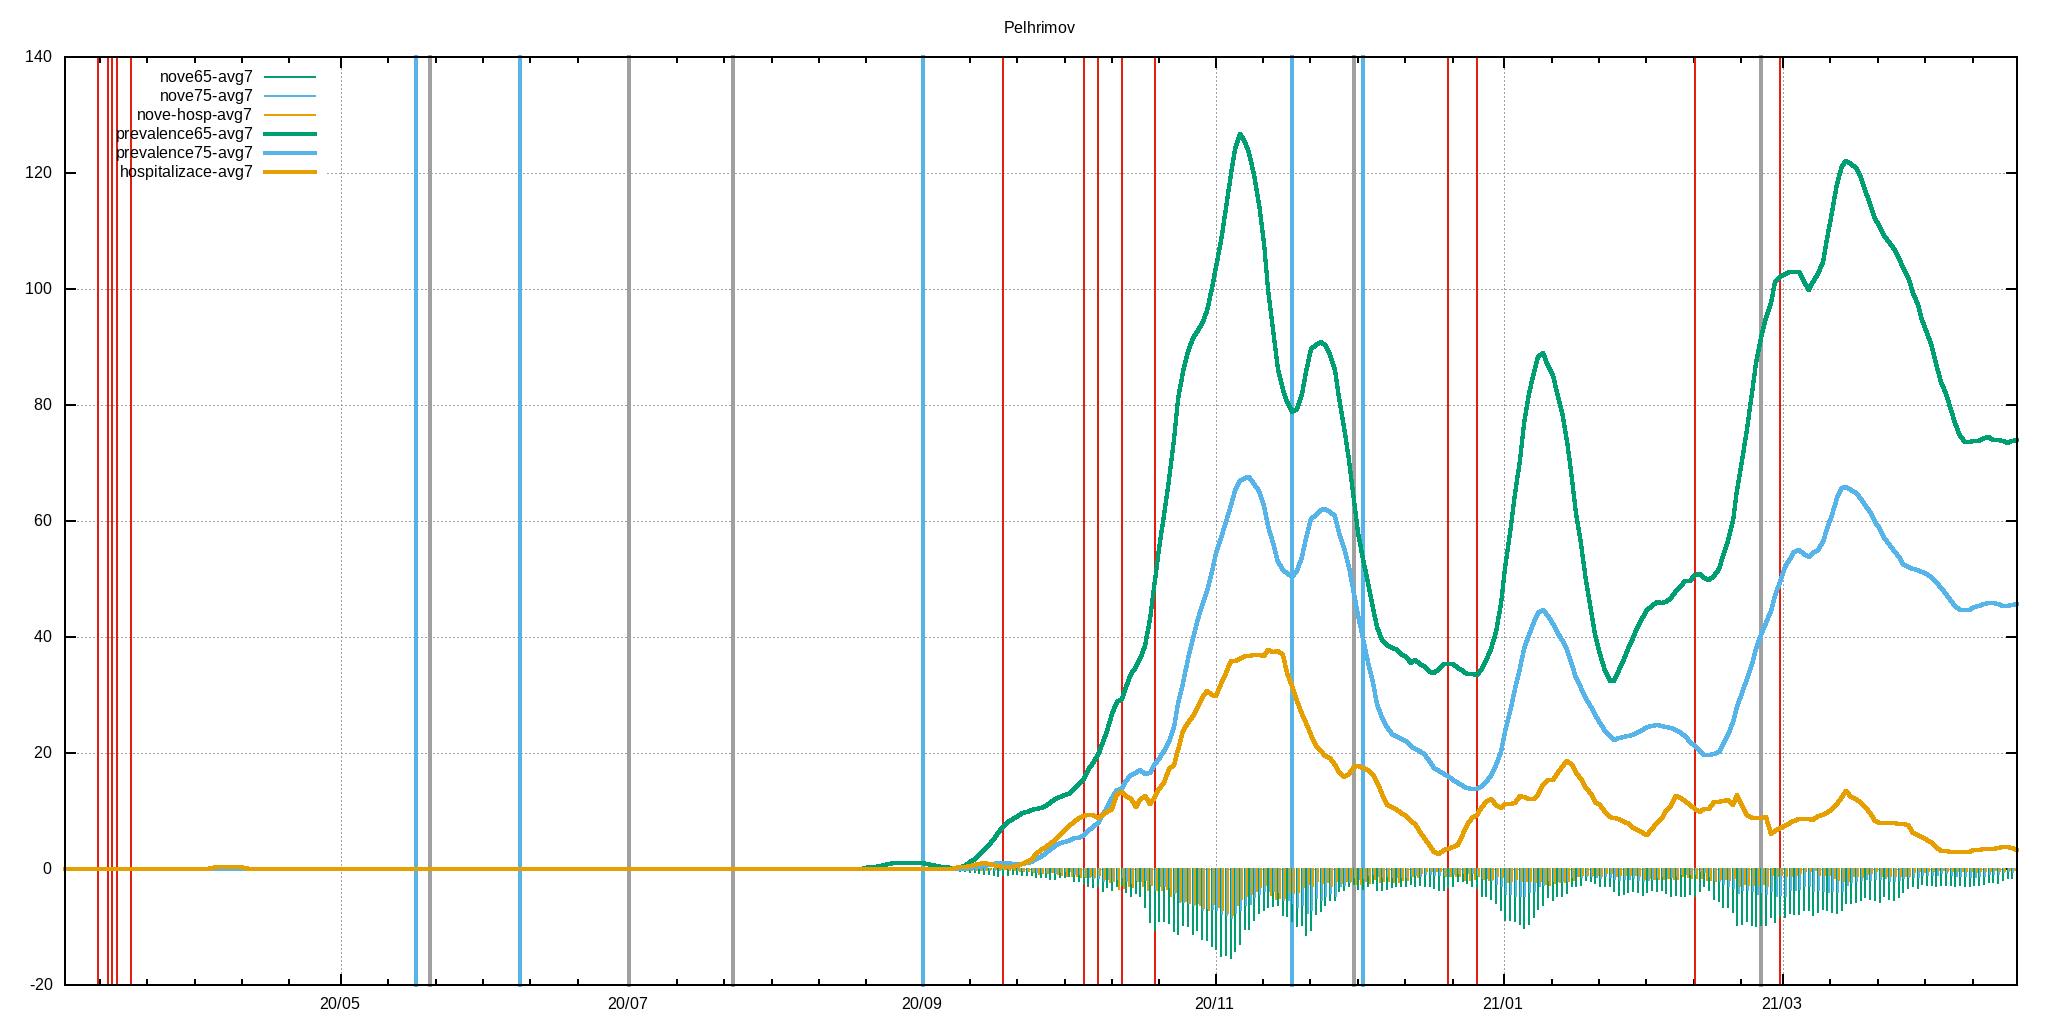 Pelhrimov
140
120
100
80
60
40
20
0
-20
nove65-avg7
nove75-avg7
nove-hosp-avg7
prevalence65-avg7
prevalence75-avg7
hospitalizace-avg7
20/05 20/07 20/09 20/11 21/01 21/03